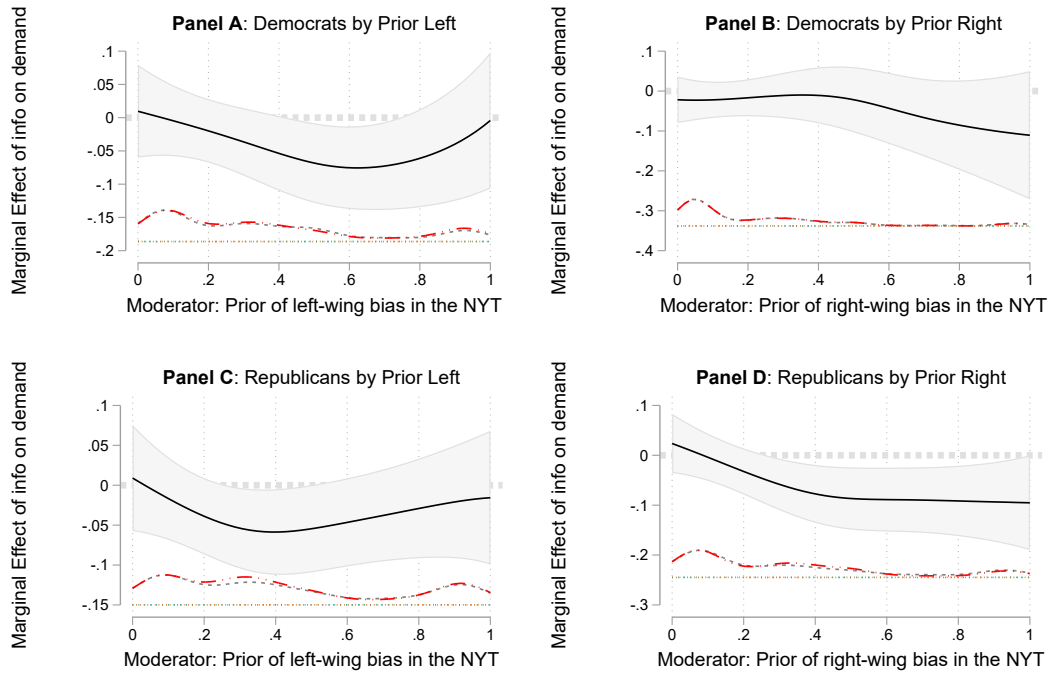 Panel A: Democrats by Prior Left
Marginal Effect of info on demand
.1
.05
0
-.05
-.1
-.15
-.2
0 .2 .4 .6 .8 1
Moderator: Prior of left-wing bias in the NYT
Panel B: Democrats by Prior Right
Marginal Effect of info on demand
.1
0
-.1
-.2
-.3
-.4
0 .2 .4 .6 .8 1
Moderator: Prior of right-wing bias in the NYT
Panel C: Republicans by Prior Left
Marginal Effect of info on demand
.1
.05
0
-.05
-.1
-.15
0 .2 .4 .6 .8 1
Moderator: Prior of left-wing bias in the NYT
Panel D: Republicans by Prior Right
Marginal Effect of info on demand
.1
0
-.1
-.2
-.3
0 .2 .4 .6 .8 1
Moderator: Prior of right-wing bias in the NYT